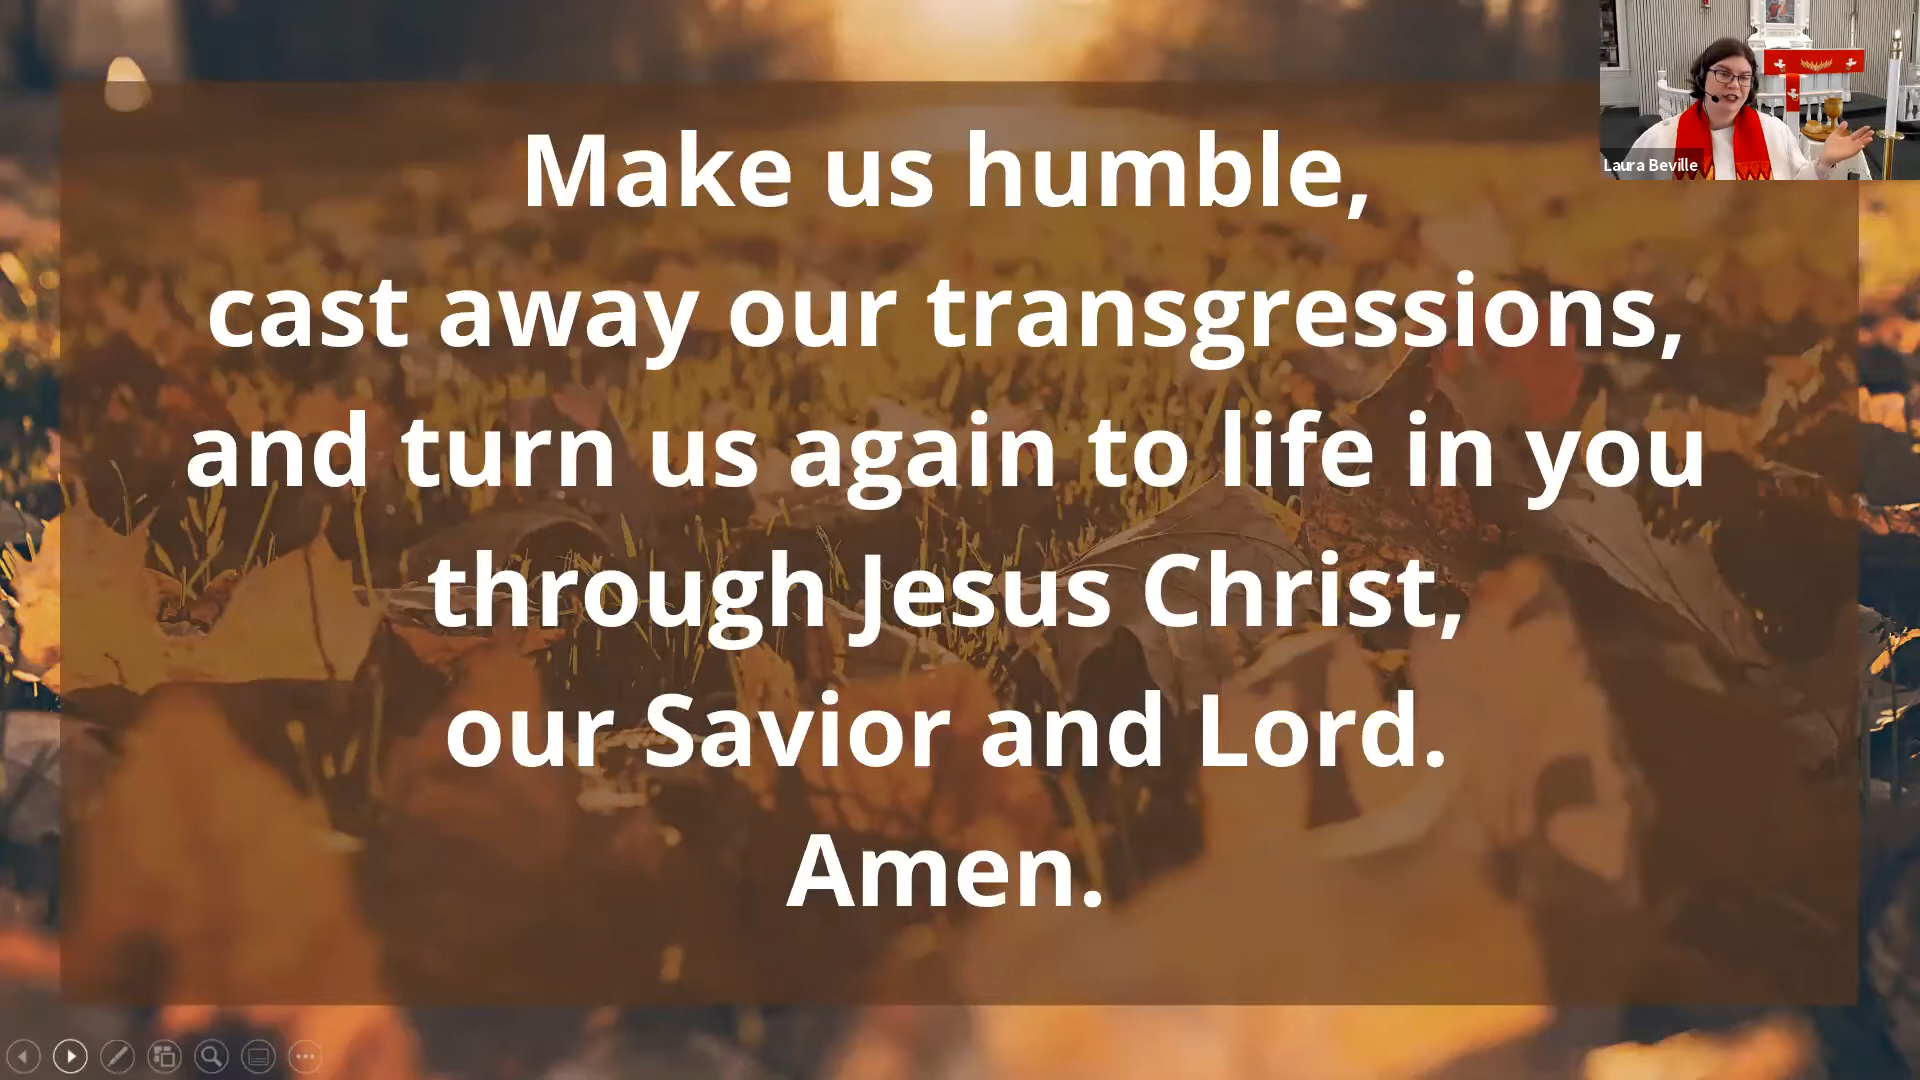 Make us humble,
cast away our transgressions,
and turn us again to life in you
through Jesus Christ,
our Savior and Lord.
Amen.
Laura Beville